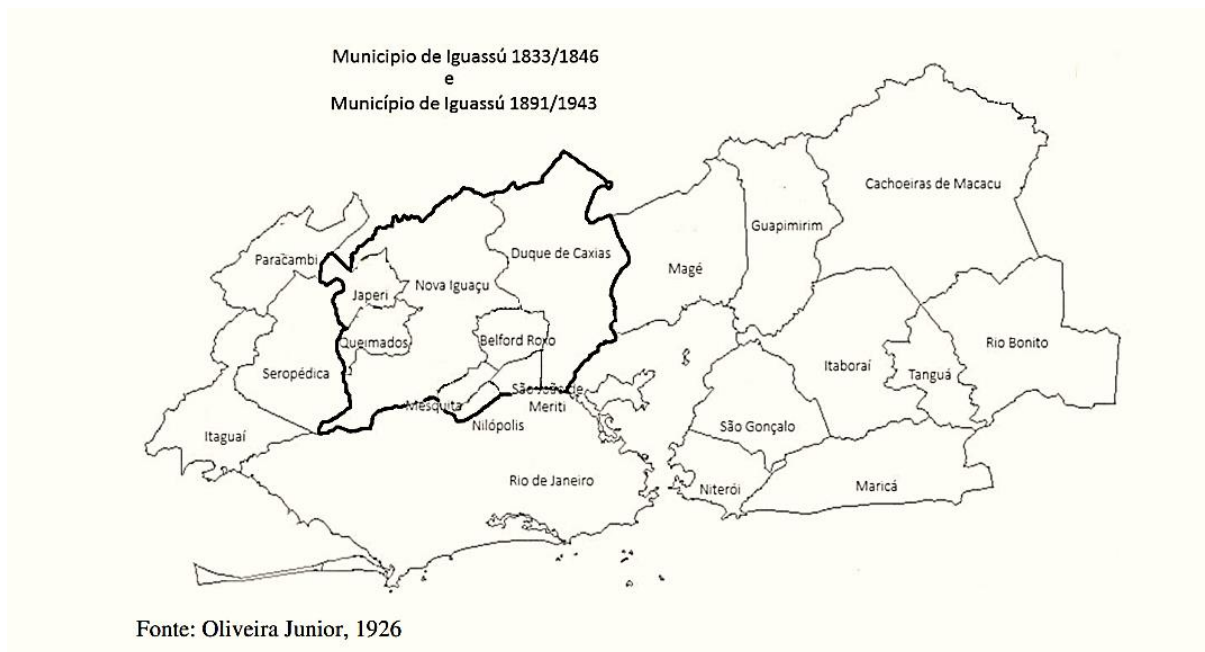 Municipio de Iguassú 1833/1846
e
Município de Iguassú 1891/1943
Cachoeiras de Macacu
Guapimirim
Paracambi
Duque de Caxias
Magé
Nova Iguaçu
Japeri
Queimados
Belford Roxo
Rio Bonito
Itaboraí
Tanguá
Seropédica
São João de
Meriti
Mesquita
Nilópolis
São Gonçalo
Itaguaí
Rio de Janeiro
Niterói
Maricá
Fonte: Oliveira Junior, 1926